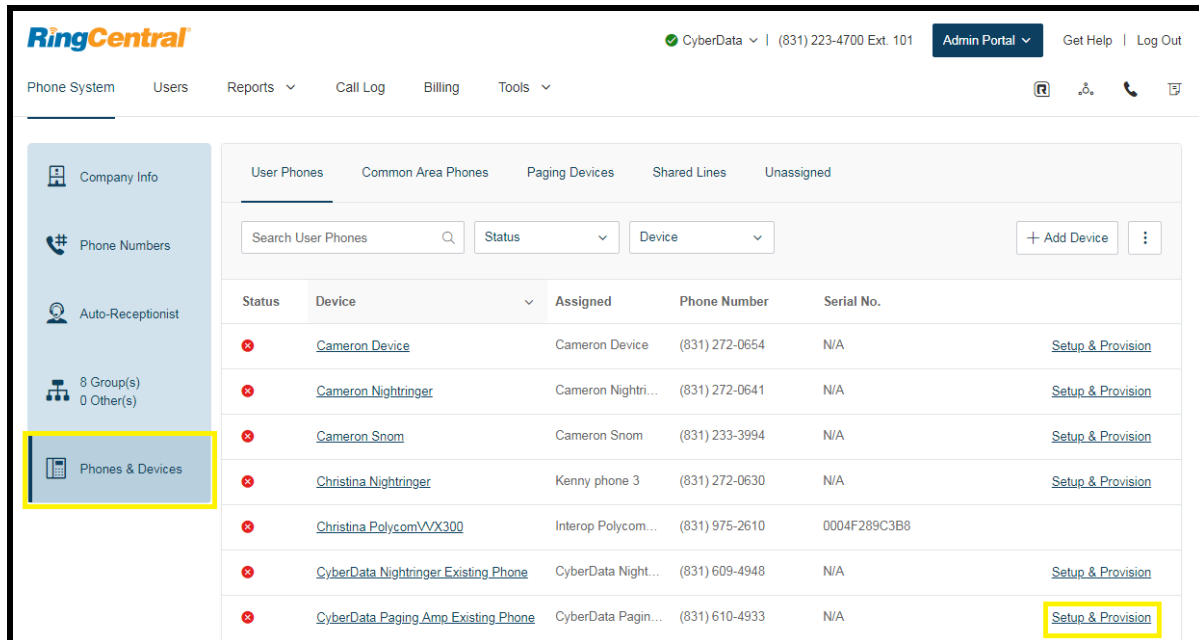 RingCentral
CyberData | (831) 223-4700 Ext. 101 Admin Portal Get Help | Log Out
Phone System Users Reports Call Log Billing Tools
Company Info
Phone Numbers
Auto-Receptionist
8 Group(s)
0 Other(s)
Phones & Devices
User Phones Common Area Phones Paging Devices Shared Lines Unassigned
Search User Phones Status Device + Add Device
Status Device Assigned Phone Number Serial No.
Cameron Device Cameron Device (831) 272-0654 N/A Setup & Provision
Cameron Nightringer Cameron Nightri... (831) 272-0641 N/A Setup & Provision
Cameron Snom Cameron Snom (831) 233-3994 N/A Setup & Provision
Christina Nightringer Kenny phone 3 (831) 272-0630 N/A Setup & Provision
Christina PolycomVVX300 Interop Polycom... (831) 975-2610 0004F289C3B8
CyberData Nightringer Existing Phone CyberData Night... (831) 609-4948 N/A Setup & Provision
CyberData Paging Amp Existing Phone CyberData Pagin... (831) 610-4933 N/A Setup & Provision